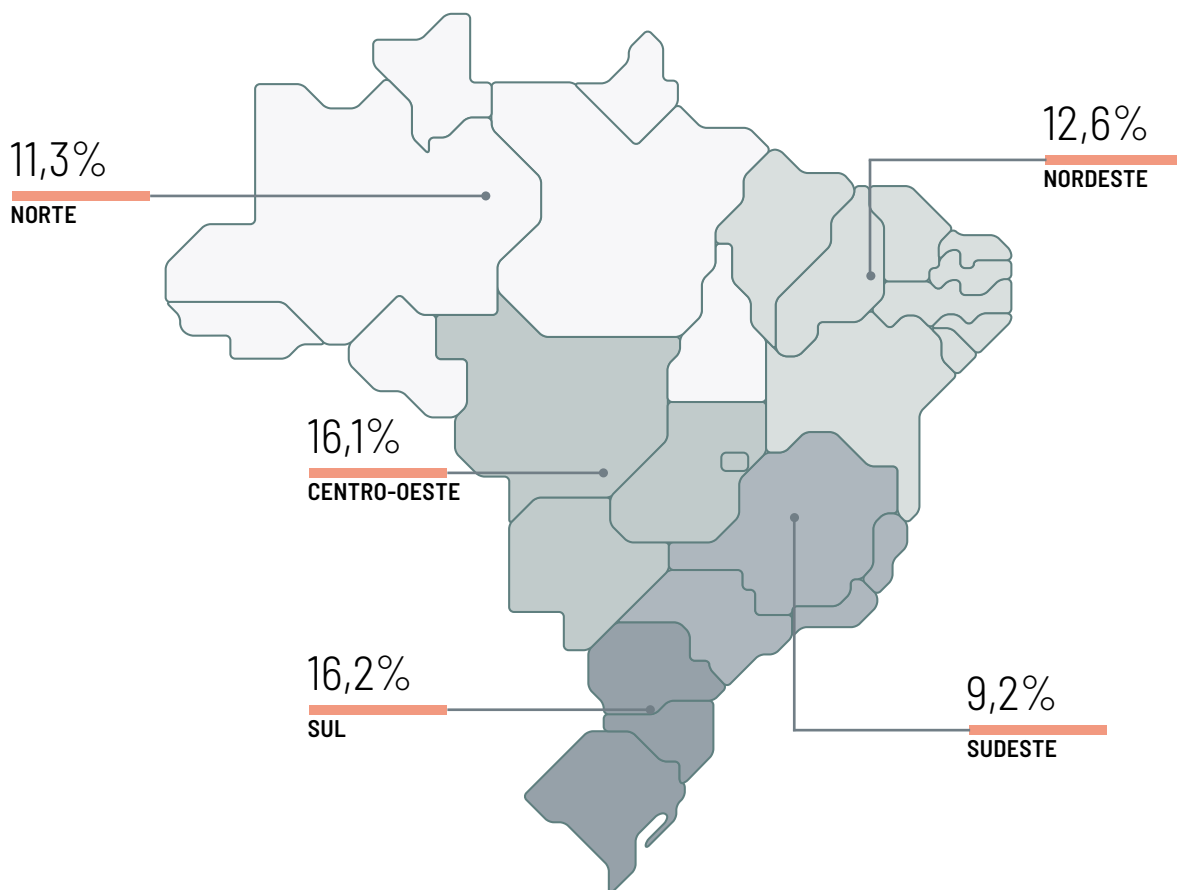 12,6%
NORDESTE
11,3%
NORTE
16,1%
CENTRO-OESTE
16,2%
SUL
9,2%
SUDESTE